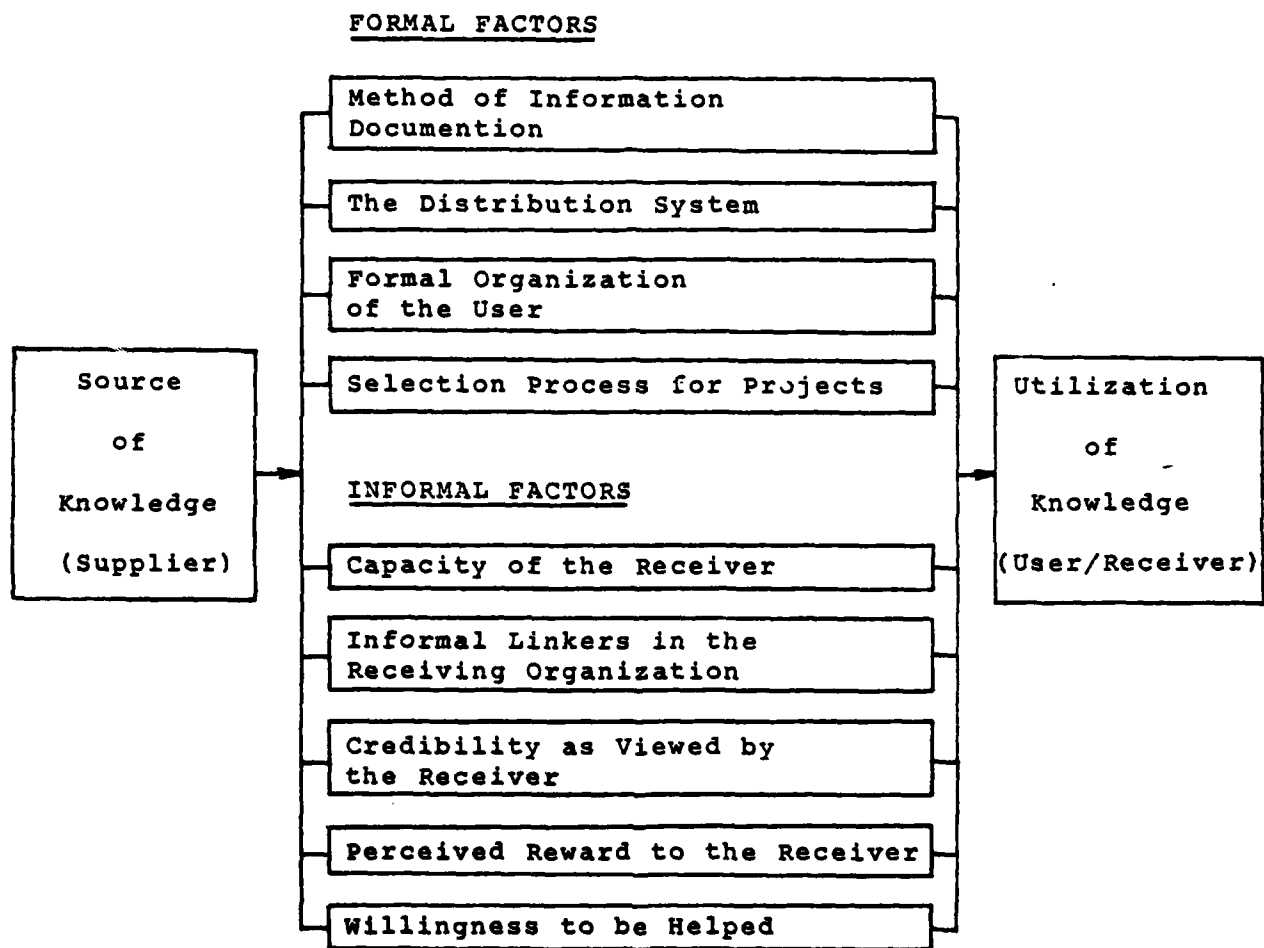 FORMAL FACTORS
Method of Information
Documention
The Distribution System
Formal Organization
of the User
Selection Process for Projects
Source
of
Knowledge
(Supplier)
INFORMAL FACTORS
Capacity of the Receiver
Informal Linkers in the
Receiving Organization
Credibility as Viewed by
the Receiver
Perceived Reward to the Receiver
Willingness to be Helped
Utilization
of
Knowledge
(User/Receiver)